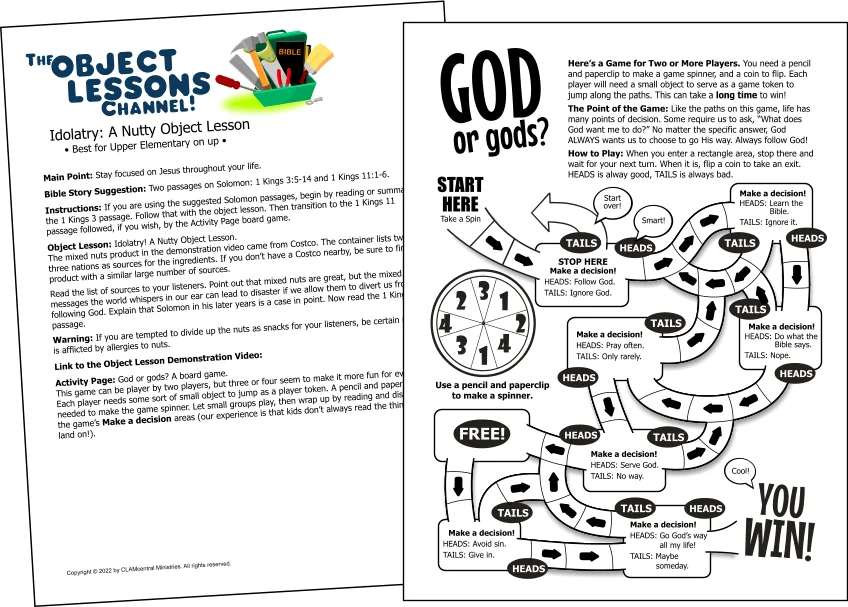 THE OBJECT
LESSONS
CHANNEL!
BIBLE
Idolatry: A Nutty Object Lesson
• Best for Upper Elementary on up •
Main Point: Stay focused on Jesus throughout your life.
Bible Story Suggestion: Two passages on Solomon: 1 Kings 3:5-14 and 1 Kings 11:1-6.
Instructions: If you are using the suggested Solomon passages, begin by reading or
the 1 Kings 3 passage. Follow that with the object lesson. Then transition to the 1 Kings 11
passage followed, if you wish, by the Activity Page board game.
Object Lesson: Idolatry! A Nutty Object Lesson.
The mixed nuts product in the demonstration video came from Costco. The container lists
three nations as sources for the ingredients. If you don't have a Costco nearby, be sure to
product with a similar large number of sources.
Read the list of sources to your listeners. Point out that mixed nuts are great, but the mixed
messages the world whispers in our ear can lead to disaster if we allow them to divert us
following God. Explain that Solomon in his later years is a case in point. Now read the 1
passage.
Warning: If you are tempted to divide up the nuts as snacks for your listeners, be certain
is afflicted by allergies to nuts.
Link to the Object Lesson Demonstration Video:
Activity Page: God or gods? A board game.
This game can be player by two players, but three or four seem to make it more fun for
Each player needs some sort of small object to jump as a player token. A pencil and
needed to make the game spinner. Let small groups play, then wrap up by reading and
the game's Make a decision areas (our experience is that kids don't always read the
land on!).
Copyright © 2022 by CLAMcentral Ministries. All rights reserved.
GOD
or gods?
Here's a Game for Two or More Players. You need a pencil
and paperclip to make a game spinner, and a coin to flip. Each
player will need a small object to serve as a game token to
jump along the paths. This can take a long time to win!
The Point of the Game: Like the paths on this game, life has
many points of decision. Some require us to ask, "What does
God want me to do?" No matter the specific answer, God
ALWAYS wants us to choose to go His way. Always follow God!
How to Play: When you enter a rectangle area, stop there and
wait for your next turn. When it is, flip a coin to take an exit.
HEADS is alway good, TAILS is always bad.
START
HERE
Take a Spin
Start
over!
Smart!
TAILS
HEADS
STOP HERE
Make a decision!
HEADS: Follow God.
TAILS: Ignore God.
Make a decision!
HEADS: Learn the
Bible.
TAILS: Ignore it.
TAILS
HEADS
3
1
2
4
1
3
4
2
Use a pencil and paperclip
to make a spinner.
TAILS
Make a decision!
HEADS: Pray often.
TAILS: Only rarely.
HEADS
TAILS
Make a decision!
HEADS: Do what the
Bible says.
TAILS: Nope.
HEADS
FREE!
HEADS
TAILS
Make a decision!
HEADS: Serve God.
TAILS: No way.
Cool!
YOU
WIN!
TAILS
Make a decision!
HEADS: Avoid sin.
TAILS: Give in.
HEADS
TAILS
HEADS
Make a decision!
HEADS: Go God's way
all my life!
TAILS: Maybe
someday.